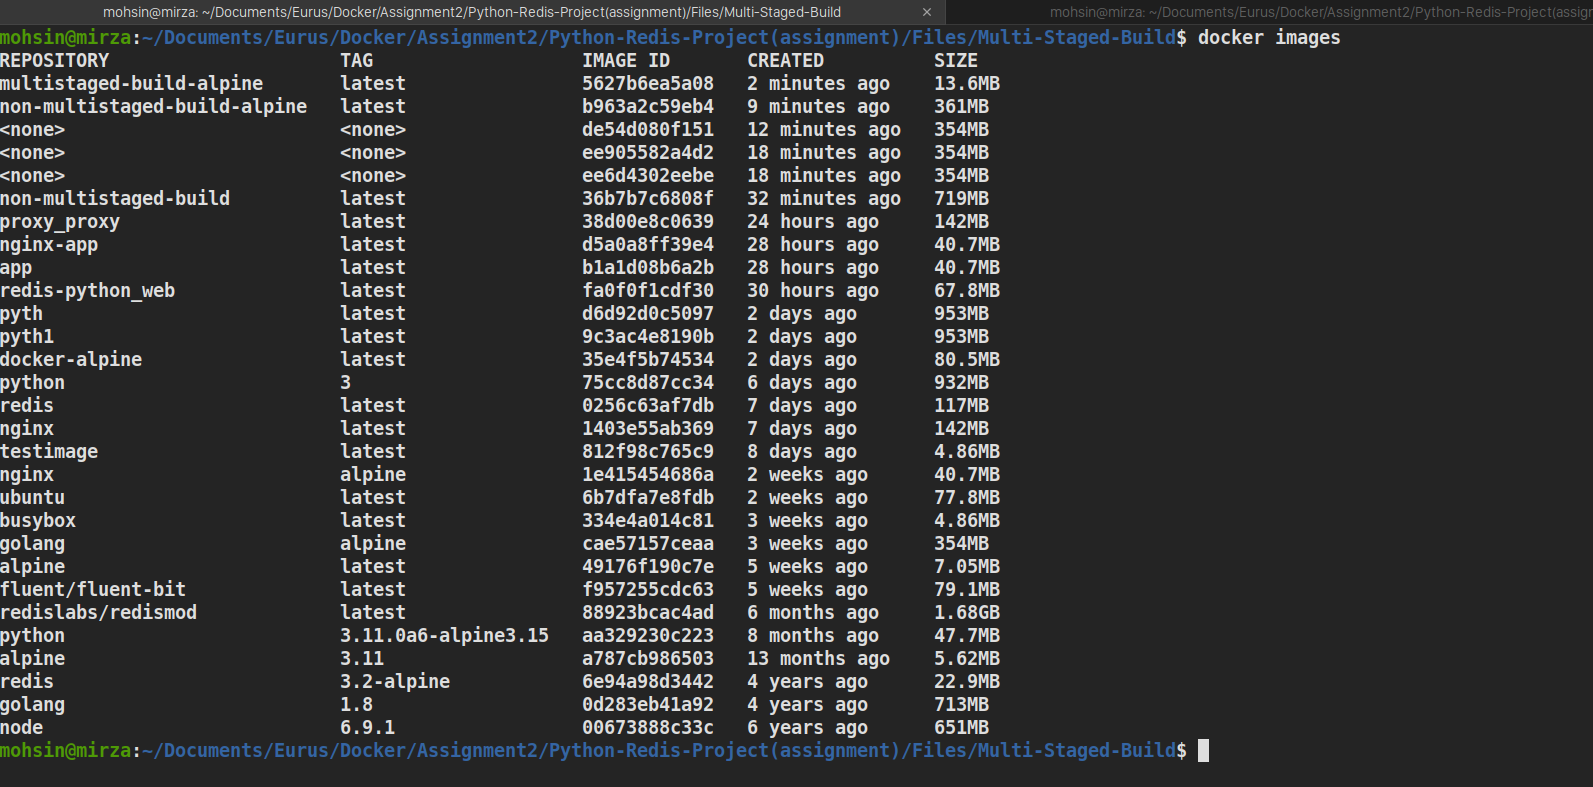 mohsin@mirza: ~/Documents/Eurus/Docker/Assignment2/Python-Redis-Project(assignment)/Files/Multi-Staged-Build × mohsin@mirza: ~/Documents/Eurus/Docker/Assignment2/Python-Redis-Project(assign
mohsin@mirza:~/Documents/Eurus/Docker/Assignment2/Python-Redis-Project(assignment)/Files/Multi-Staged-Build$ docker images
REPOSITORY TAG IMAGE ID CREATED SIZE
multistaged-build-alpine latest 5627b6ea5a08 2 minutes ago 13.6MB
non-multistaged-build-alpine latest b963a2c59eb4 9 minutes ago 361MB
<none> <none> de54d080f151 12 minutes ago 354MB
<none> <none> ee905582a4d2 18 minutes ago 354MB
<none> <none> ee6d4302eebe 18 minutes ago 354MB
non-multistaged-build latest 36b7b7c6808f 32 minutes ago 719MB
proxy_proxy latest 38d00e8c0639 24 hours ago 142MB
nginx-app latest d5a0a8ff39e4 28 hours ago 40.7MB
app latest b1a1d08b6a2b 28 hours ago 40.7MB
redis-python_web latest fa0f0f1cdf30 30 hours ago 67.8MB
pyth latest d6d92d0c5097 2 days ago 953MB
pyth1 latest 9c3ac4e8190b 2 days ago 953MB
docker-alpine latest 35e4f5b74534 2 days ago 80.5MB
python 3 75cc8d87cc34 6 days ago 932MB
redis latest 0256c63af7db 7 days ago 117MB
nginx latest 1403e55ab369 7 days ago 142MB
testimage latest 812f98c765c9 8 days ago 4.86MB
nginx alpine 1e415454686a 2 weeks ago 40.7MB
ubuntu latest 6b7dfa7e8fdb 2 weeks ago 77.8MB
busybox latest 334e4a014c81 3 weeks ago 4.86MB
golang alpine cae57157ceaa 3 weeks ago 354MB
alpine latest 49176f190c7e 5 weeks ago 7.05MB
fluent/fluent-bit latest f957255cdc63 5 weeks ago 79.1MB
redislabs/redismod latest 88923bcac4ad 6 months ago 1.68GB
python 3.11.0a6-alpine3.15 aa329230c223 8 months ago 47.7MB
alpine 3.11 a787cb986503 13 months ago 5.62MB
redis 3.2-alpine 6e94a98d3442 4 years ago 22.9MB
golang 1.8 0d283eb41a92 4 years ago 713MB
node 6.9.1 00673888c33c 6 years ago 651MB
mohsin@mirza:~/Documents/Eurus/Docker/Assignment2/Python-Redis-Project(assignment)/Files/Multi-Staged-Build$